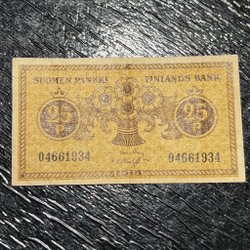 SUOMEN PANKKI FINLANDS BANK
25 25
P P
04661934 04661934